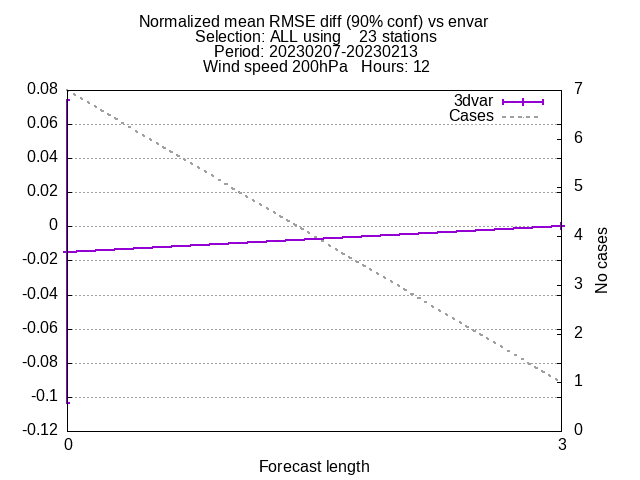 Normalized mean RMSE diff (90% conf) vs envar
Selection: ALL using    23 stations
Period: 20230207-20230213
Wind speed 200hPa   Hours: 12
0.08
0.06
0.04
0.02
0
-0.02
-0.04
-0.06
-0.08
-0.1
-0.12
3dvar
Cases
7
6
5
4
3
2
1
0
No cases
0
3
Forecast length